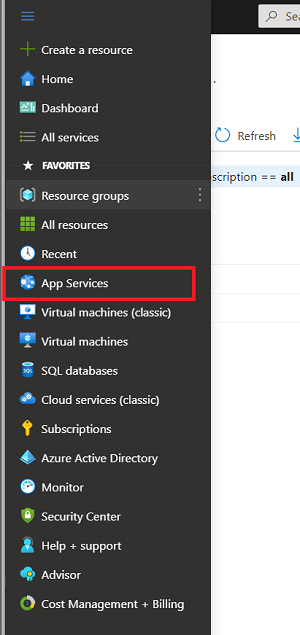 Se
Create a resource
Home
Dashboard
All services
Refresh
FAVORITES
scription == all
Resource groups
All resources
Recent
App Services
Virtual machines (classic)
Virtual machines
SQL databases
Cloud services (classic)
Subscriptions
Azure Active Directory
Monitor
Security Center
Help + support
Advisor
Cost Management + Billing